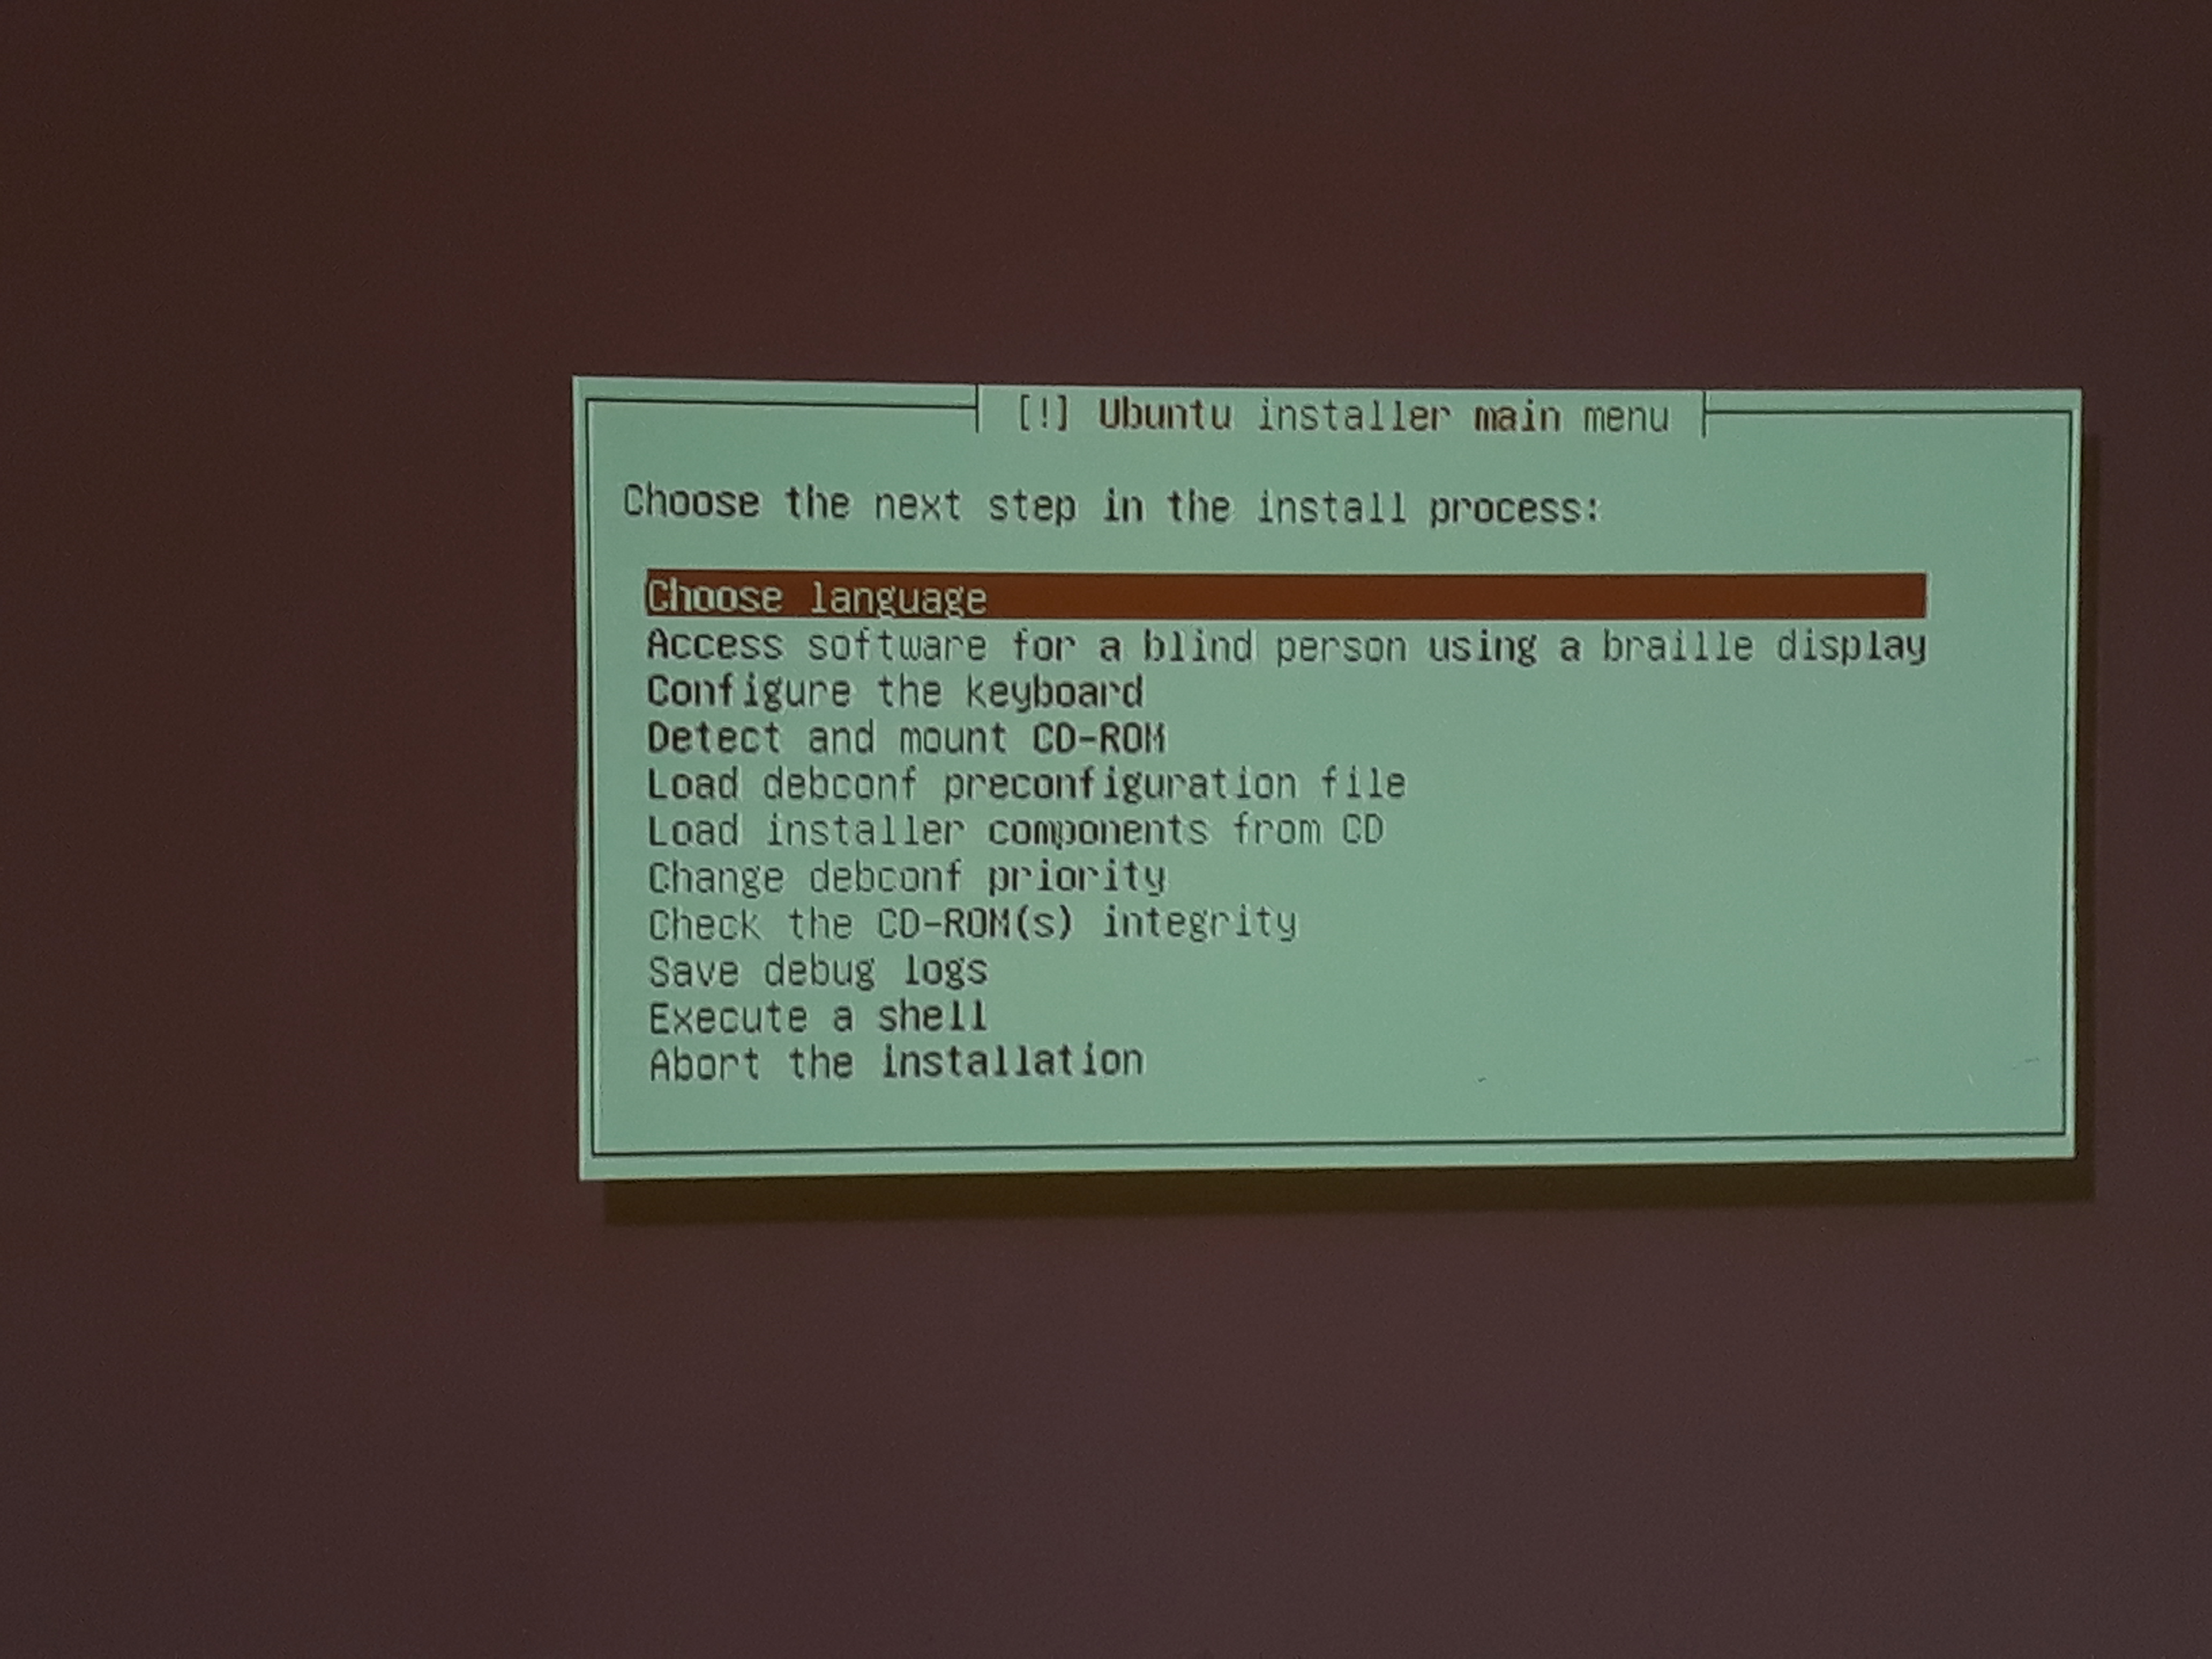 [!] Ubuntu installer main menu
Choose the next step in the install process:
Choose language
Access software for a blind person using a braille display
Configure the keyboard
Detect and mount CD-ROM
Load debconf preconfiguration file
Load installer components from CD
Change debconf priority
Check the CD-ROM(s) integrity
Save debug logs
Execute a shell
Abort the installation